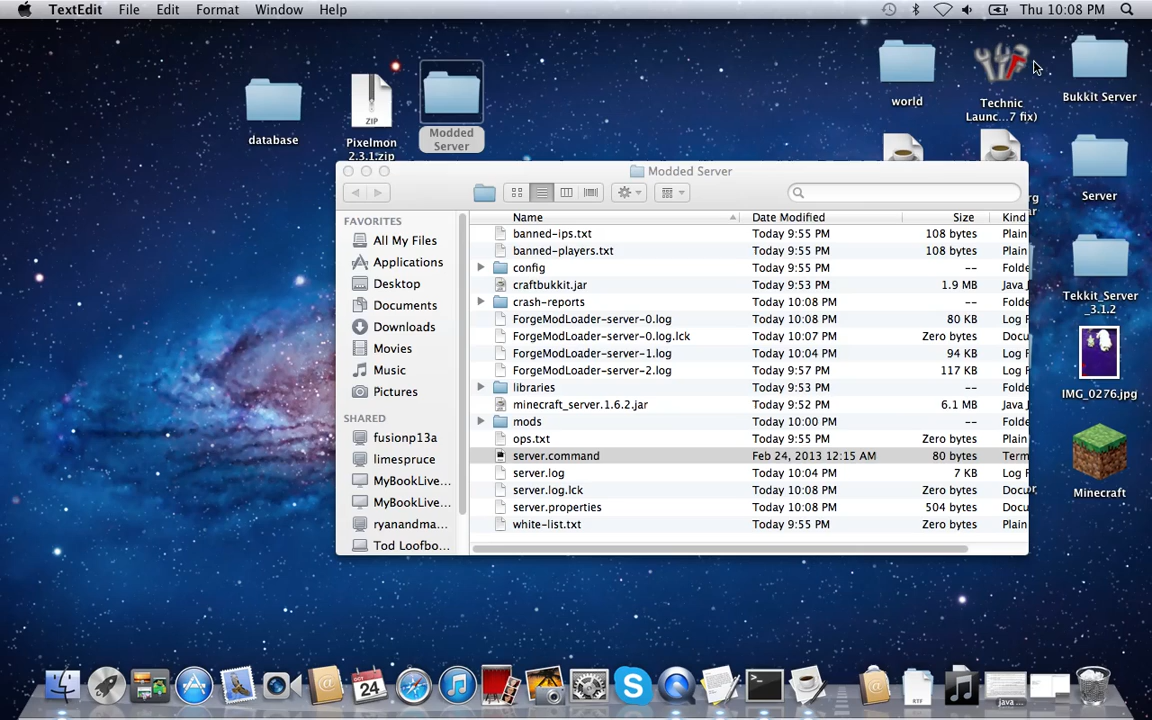 TextEdit File Edit Format Window Help Thu 10:08 PM
database
Pixelmon
2.3.1.zip
ZIP
Modded
Server
world
Technic
Launc...7 fix)
Bukkit Server
Server
Tekkit_Server
_3.1.2
IMG_0276.jpg
Minecraft
Modded Server
FAVORITES
All My Files
Applications
Desktop
Documents
Downloads
Movies
Music
Pictures
SHARED
fusionp13a
limespruce
MyBookLive...
MyBookLive...
ryanandma...
Tod Loofbo...
Name Date Modified Size Kind
banned-ips.txt Today 9:55 PM 108 bytes Plain
banned-players.txt Today 9:55 PM 108 bytes Plain
config Today 9:55 PM -- Folde
craftbukkit.jar Today 9:53 PM 1.9 MB Java J
crash-reports Today 10:08 PM -- Folde
ForgeModLoader-server-0.log Today 10:08 PM 80 KB Log F
ForgeModLoader-server-0.log.lck Today 10:07 PM Zero bytes Docu
ForgeModLoader-server-1.log Today 10:04 PM 94 KB Log F
ForgeModLoader-server-2.log Today 9:57 PM 117 KB Log F
libraries Today 9:53 PM -- Folde
minecraft_server.1.6.2.jar Today 9:52 PM 6.1 MB Java J
mods Today 10:00 PM -- Folde
ops.txt Today 9:55 PM Zero bytes Plain
server.command Feb 24, 2013 12:15 AM 80 bytes Term
server.log Today 10:04 PM 7 KB Log F
server.log.lck Today 10:08 PM Zero bytes Docu
server.properties Today 10:08 PM 504 bytes Docu
white-list.txt Today 9:55 PM Zero bytes Plain
OCT
24
RTF
java ...